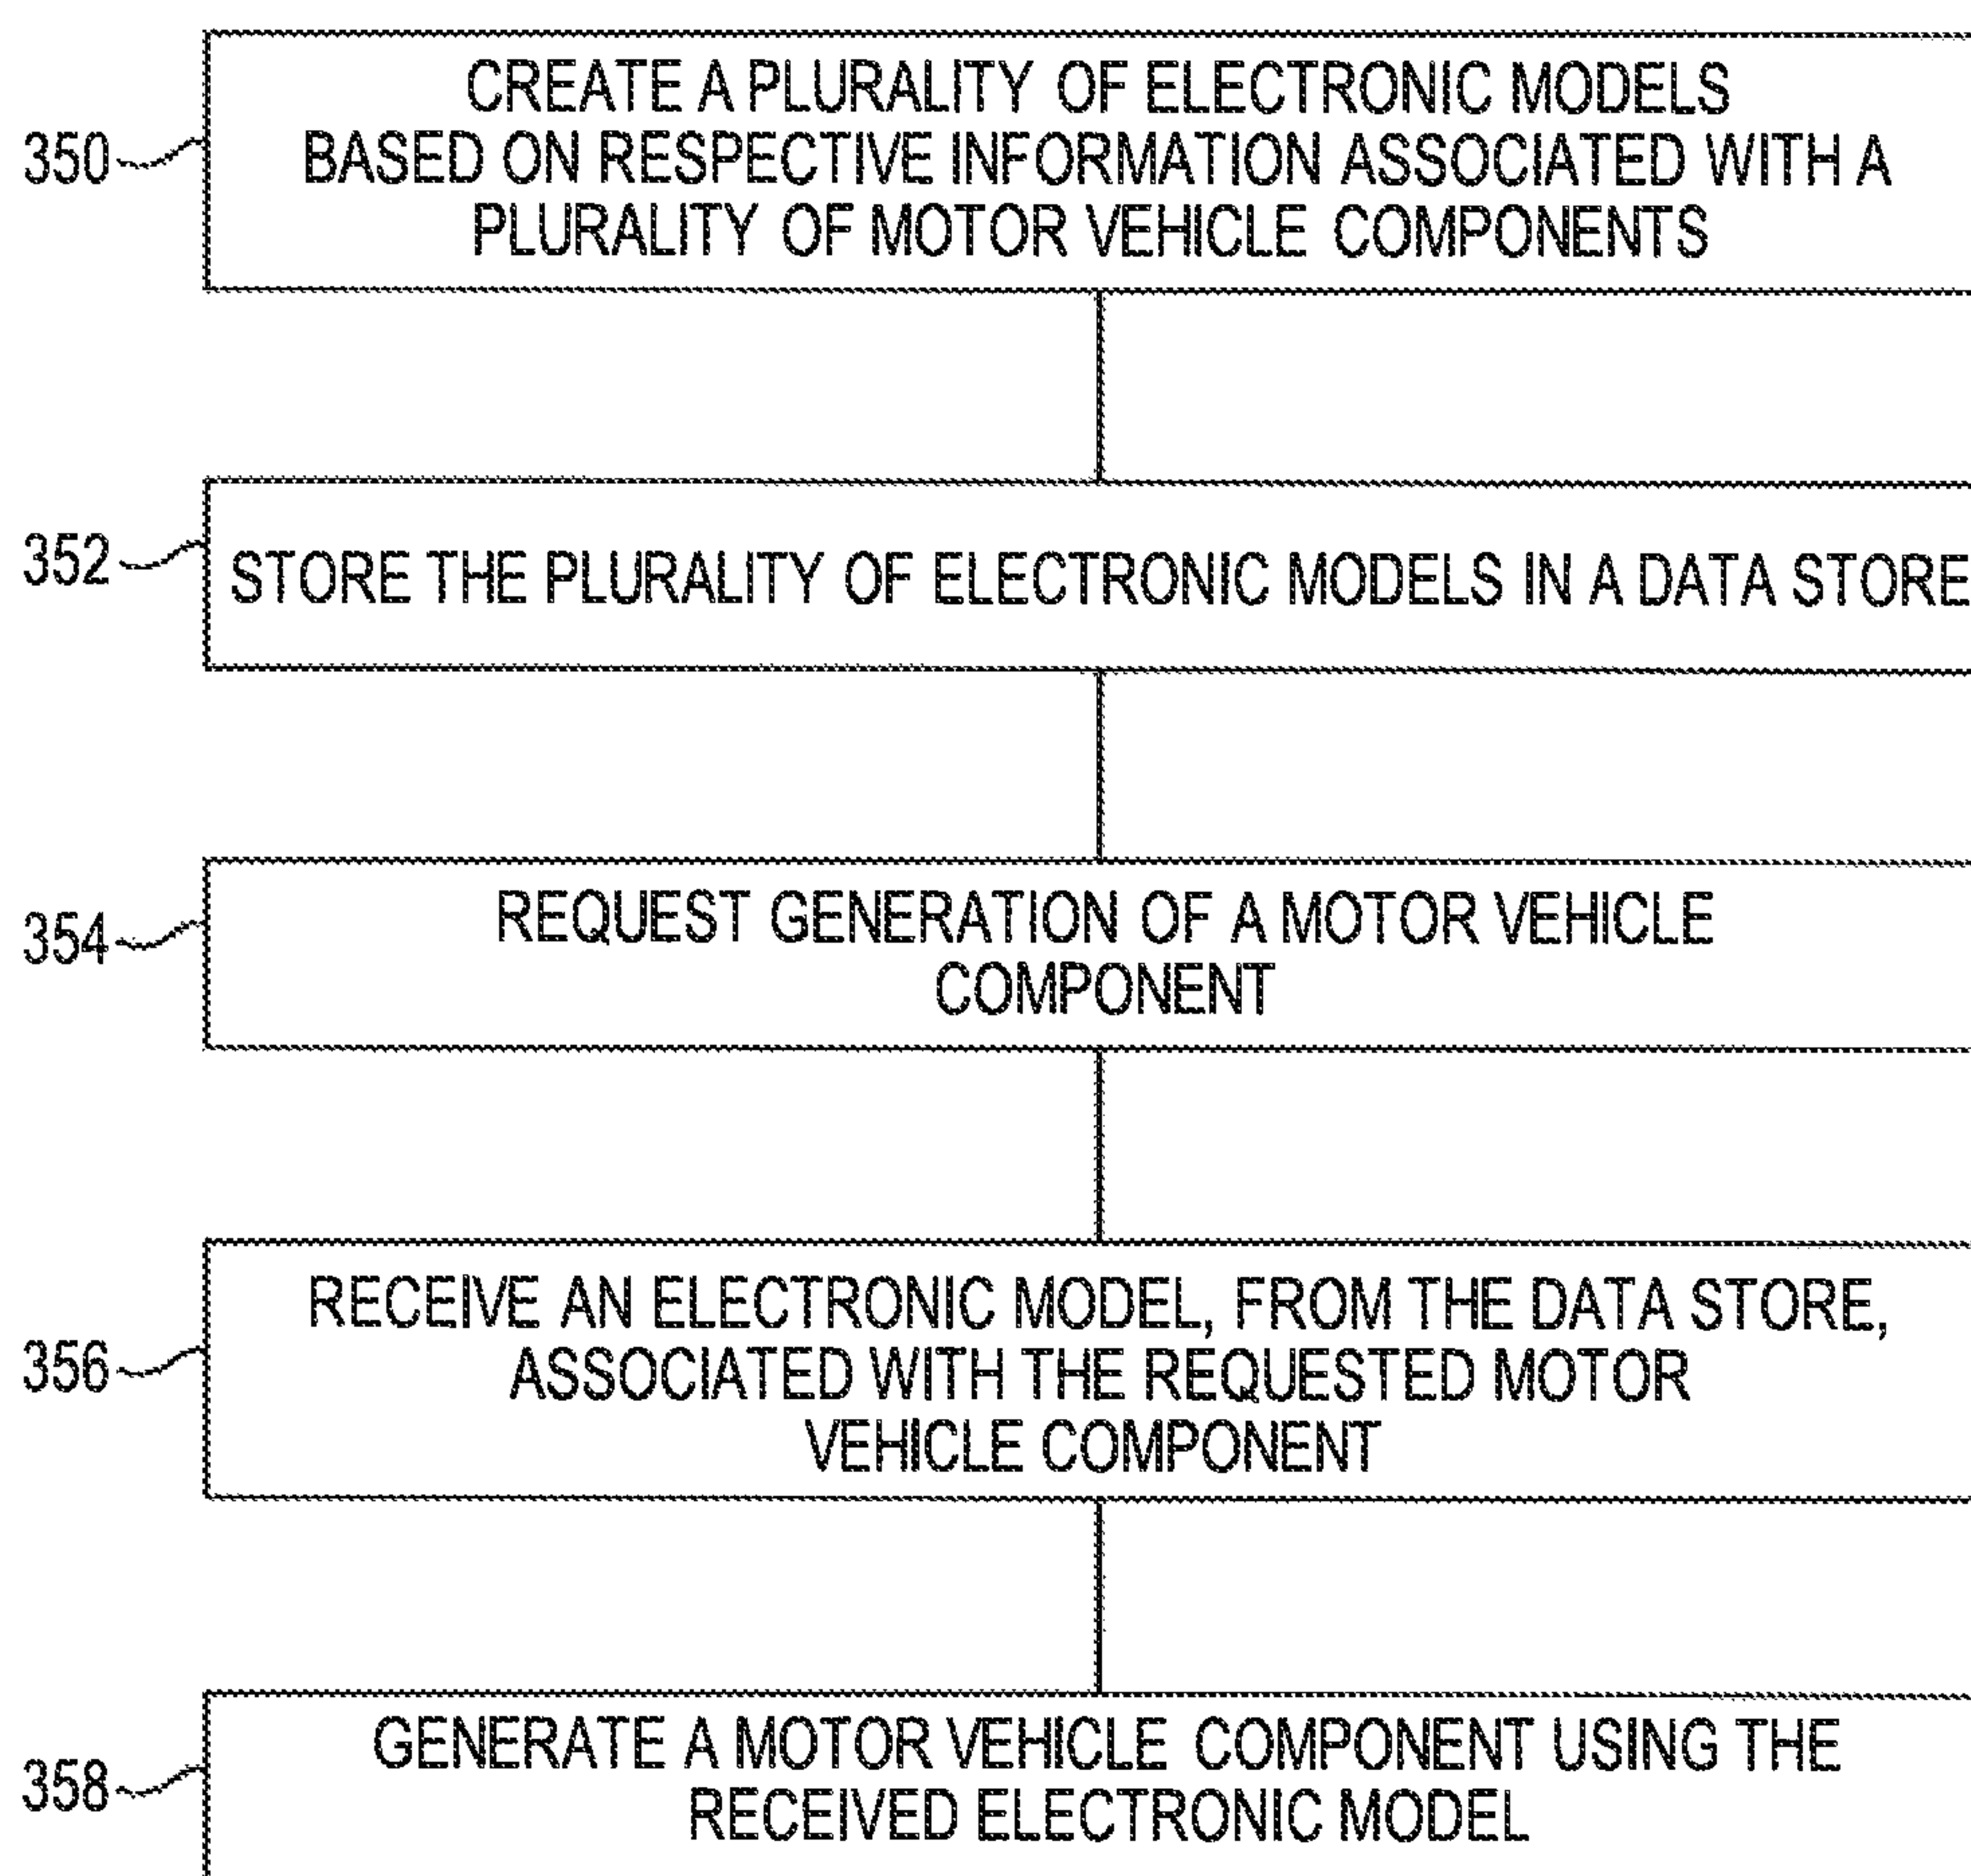 CREATE A PLURALITY OF ELECTRONIC MODELS
350 BASED ON RESPECTIVE INFORMATION ASSOCIATED WITH A
PLURALITY OF MOTOR VEHICLE COMPONENTS
352 STORE THE PLURALITY OF ELECTRONIC MODELS IN A DATA STORE
REQUEST GENERATION OF A MOTOR VEHICLE
354
COMPONENT
RECEIVE AN ELECTRONIC MODEL, FROM THE DATA STORE,
356 ASSOCIATED WITH THE REQUESTED MOTOR
VEHICLE COMPONENT
GENERATE A MOTOR VEHICLE COMPONENT USING THE
358
RECEIVED ELECTRONIC MODEL